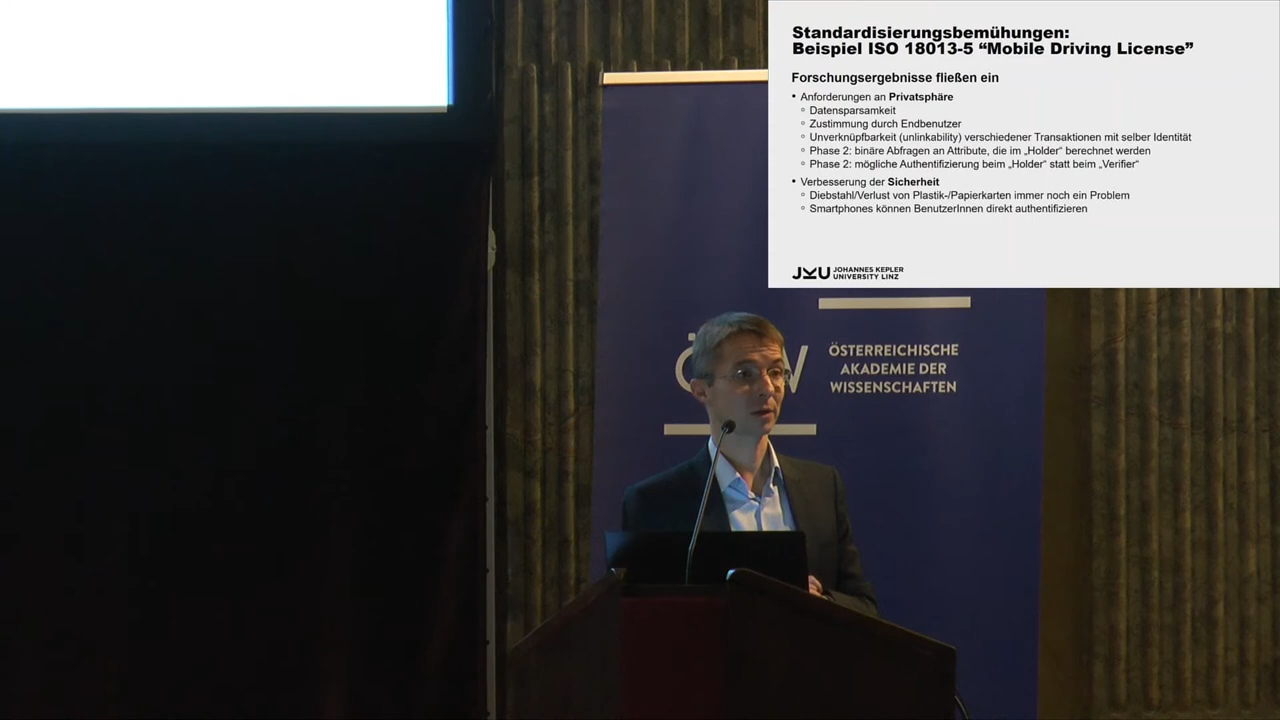 Standardisierungsbemühungen:
Beispiel ISO 18013-5 “Mobile Driving License”
Forschungsergebnisse fließen ein
• Anforderungen an Privatsphäre
◦ Datensparsamkeit
◦ Zustimmung durch Endbenutzer
◦ Unverknüpfbarkeit (unlinkability) verschiedener Transaktionen mit selber Identität
◦ Phase 2: binäre Abfragen an Attribute, die im „Holder“ berechnet werden
◦ Phase 2: mögliche Authentifizierung beim „Holder“ statt beim „Verifier“
• Verbesserung der Sicherheit
◦ Diebstahl/Verlust von Plastik-/Papierkarten immer noch ein Problem
◦ Smartphones können BenutzerInnen direkt authentifizieren
JKU JOHANNES KEPLER
UNIVERSITY LINZ
ÖSTERREICHISCHE
AKADEMIE DER
WISSENSCHAFTEN